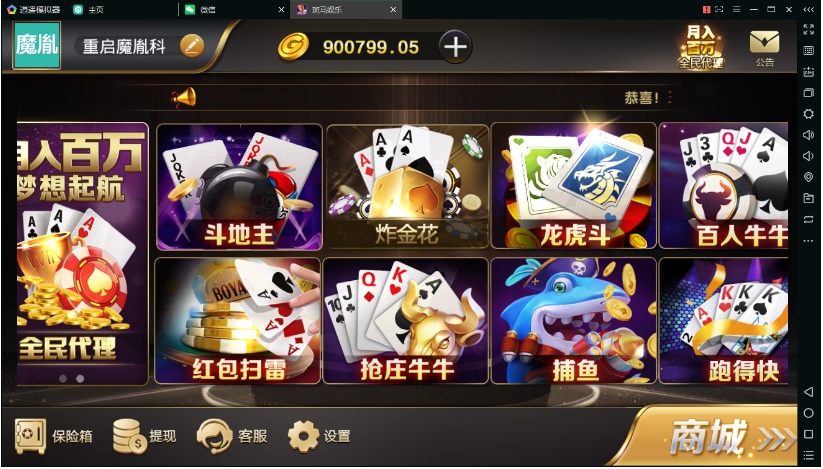 逍遥模拟器 主页 微信 斑马娱乐
魔胤 重启魔胤科 900799.05 月入百万全民代理 公告
恭喜!
月入百万
梦想起航
全民代理
斗地主 炸金花 龙虎斗 百人牛牛
BOYA
红包扫雷 抢庄牛牛 捕鱼 跑得快
保险箱 提现 客服 设置 商城